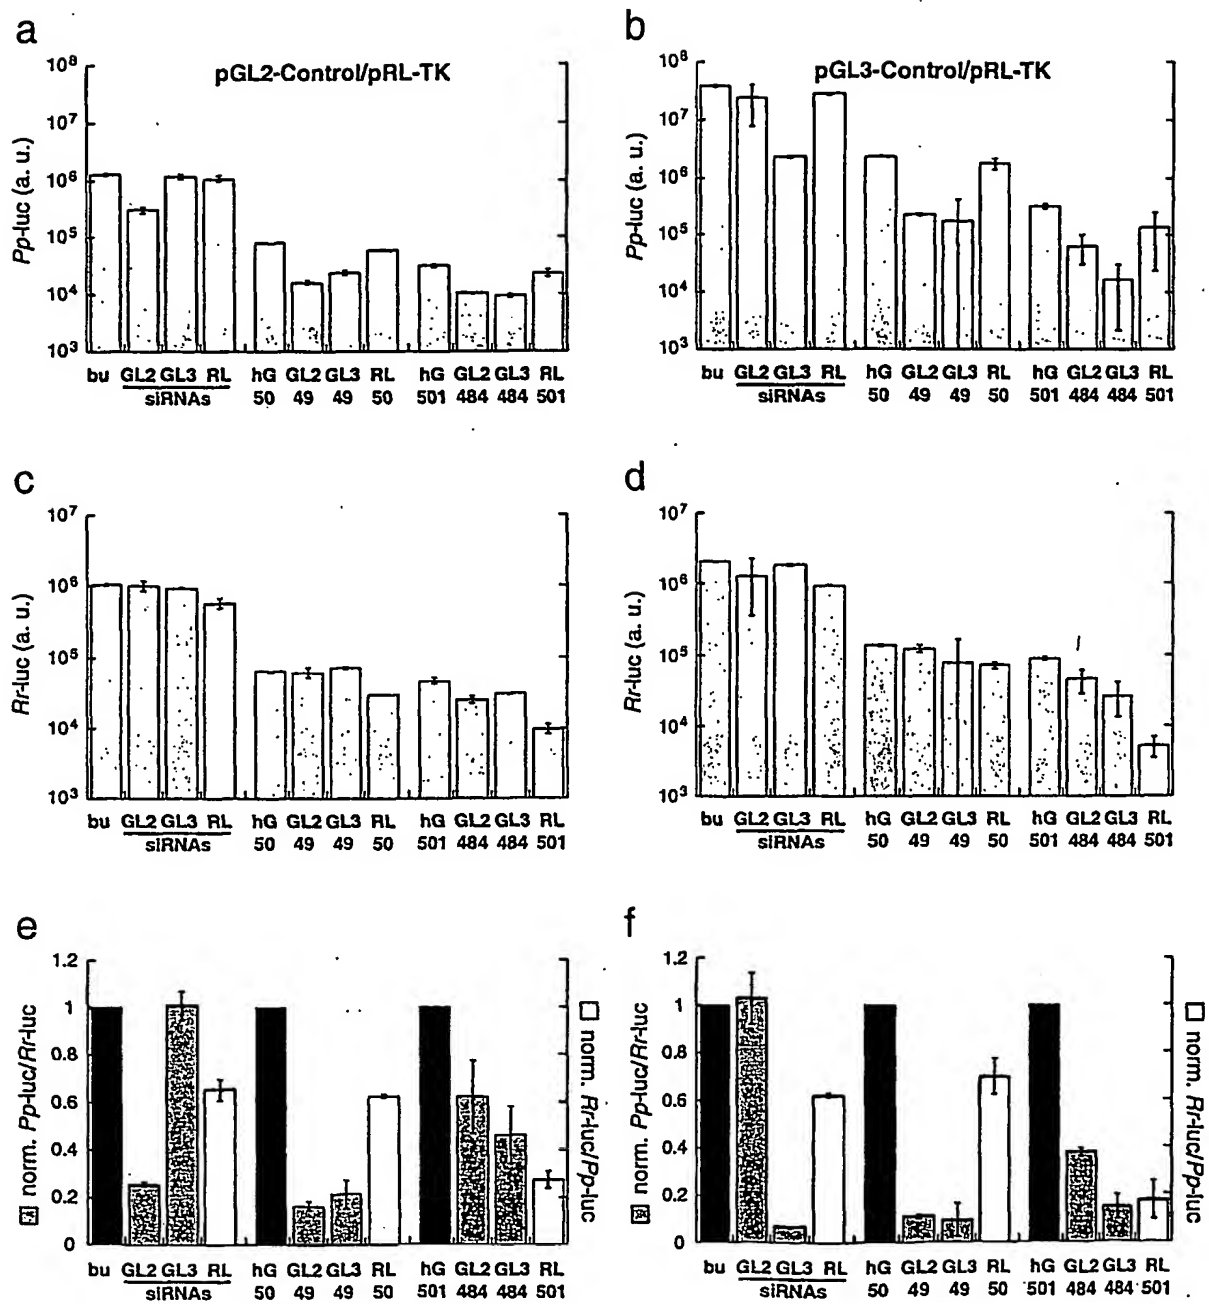 a
pGL2-Control/pRL-TK
Pp-luc (a. u.)
10⁸
10⁷
10⁶
10⁵
10⁴
10³
bu GL2 GL3 RL hG GL2 GL3 RL hG GL2 GL3 RL
siRNAs 50 49 49 50 501 484 484 501
b
pGL3-Control/pRL-TK
Pp-luc (a. u.)
10⁸
10⁷
10⁶
10⁵
10⁴
10³
bu GL2 GL3 RL hG GL2 GL3 RL hG GL2 GL3 RL
siRNAs 50 49 49 50 501 484 484 501
c
Rr-luc (a. u.)
10⁷
10⁶
10⁵
10⁴
10³
bu GL2 GL3 RL hG GL2 GL3 RL hG GL2 GL3 RL
siRNAs 50 49 49 50 501 484 484 501
d
Rr-luc (a. u.)
10⁷
10⁶
10⁵
10⁴
10³
bu GL2 GL3 RL hG GL2 GL3 RL hG GL2 GL3 RL
siRNAs 50 49 49 50 501 484 484 501
e
norm. Pp-luc/Rr-luc
1.2
1
0.8
0.6
0.4
0.2
0
norm. Rr-luc/Pp-luc
bu GL2 GL3 RL hG GL2 GL3 RL hG GL2 GL3 RL
siRNAs 50 49 49 50 501 484 484 501
f
norm. Pp-luc/Rr-luc
1.2
1
0.8
0.6
0.4
0.2
0
norm. Rr-luc/Pp-luc
bu GL2 GL3 RL hG GL2 GL3 RL hG GL2 GL3 RL
siRNAs 50 49 49 50 501 484 484 501